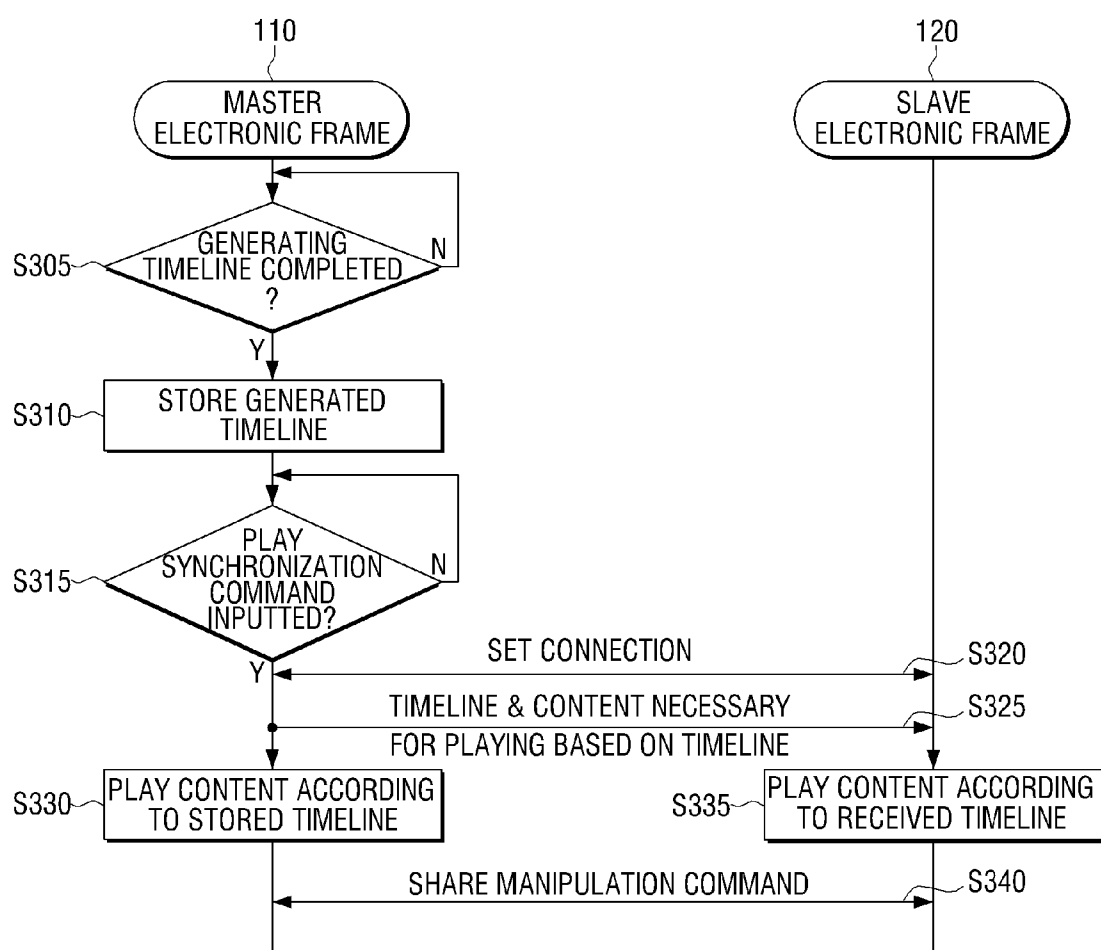 110
120
MASTER
ELECTRONIC FRAME
SLAVE
ELECTRONIC FRAME
S305
GENERATING
TIMELINE COMPLETED
?
N
Y
S310
STORE GENERATED
TIMELINE
S315
PLAY
SYNCHRONIZATION
COMMAND
INPUTTED?
N
Y
SET CONNECTION
S320
TIMELINE & CONTENT NECESSARY
FOR PLAYING BASED ON TIMELINE
S325
S330
PLAY CONTENT ACCORDING
TO STORED TIMELINE
S335
PLAY CONTENT ACCORDING
TO RECEIVED TIMELINE
SHARE MANIPULATION COMMAND
S340